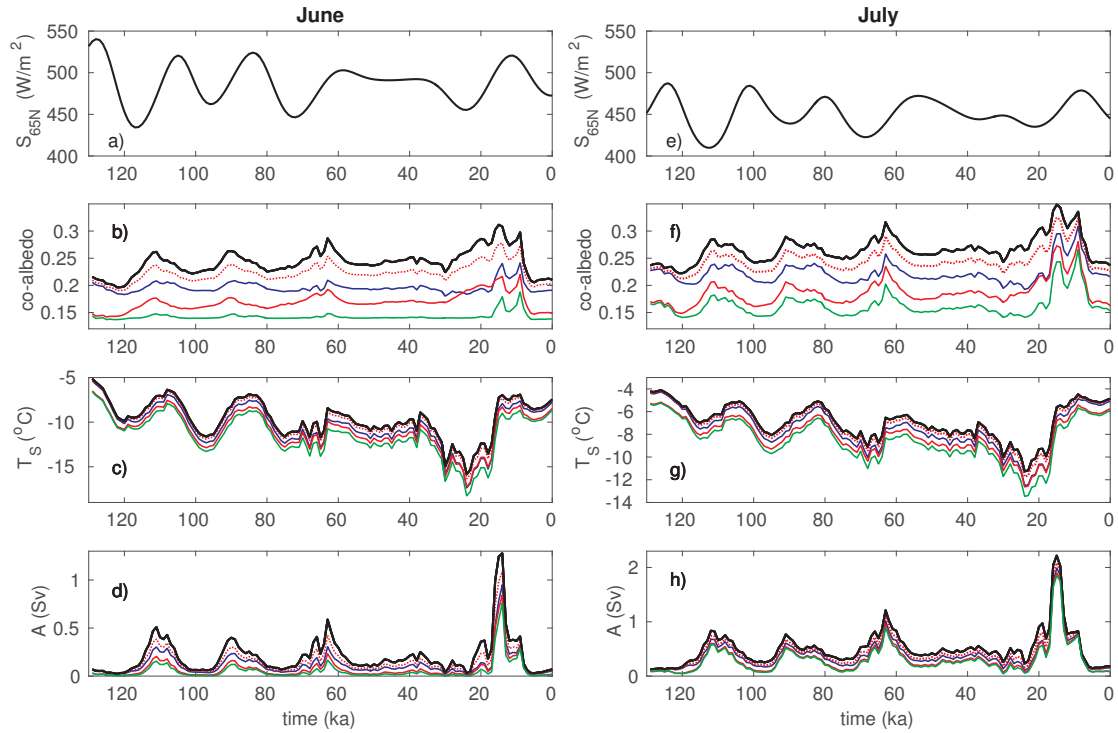 June
July
550
500
450
400
S65N (W/m 2)
a)
120 100 80 60 40 20 0
600
550
500
450
400
S65N (W/m 2)
e)
120 100 80 60 40 20 0
0.3
0.25
0.2
0.15
co-albedo
b)
120 100 80 60 40 20 0
0.3
0.25
0.2
0.15
co-albedo
f)
120 100 80 60 40 20 0
-5
-10
-15
TS (oC)
c)
120 100 80 60 40 20 0
-4
-6
-8
-10
-12
-14
TS (oC)
g)
120 100 80 60 40 20 0
1
0.5
0
A (Sv)
d)
120 100 80 60 40 20 0
time (ka)
2
1
0
A (Sv)
h)
120 100 80 60 40 20 0
time (ka)